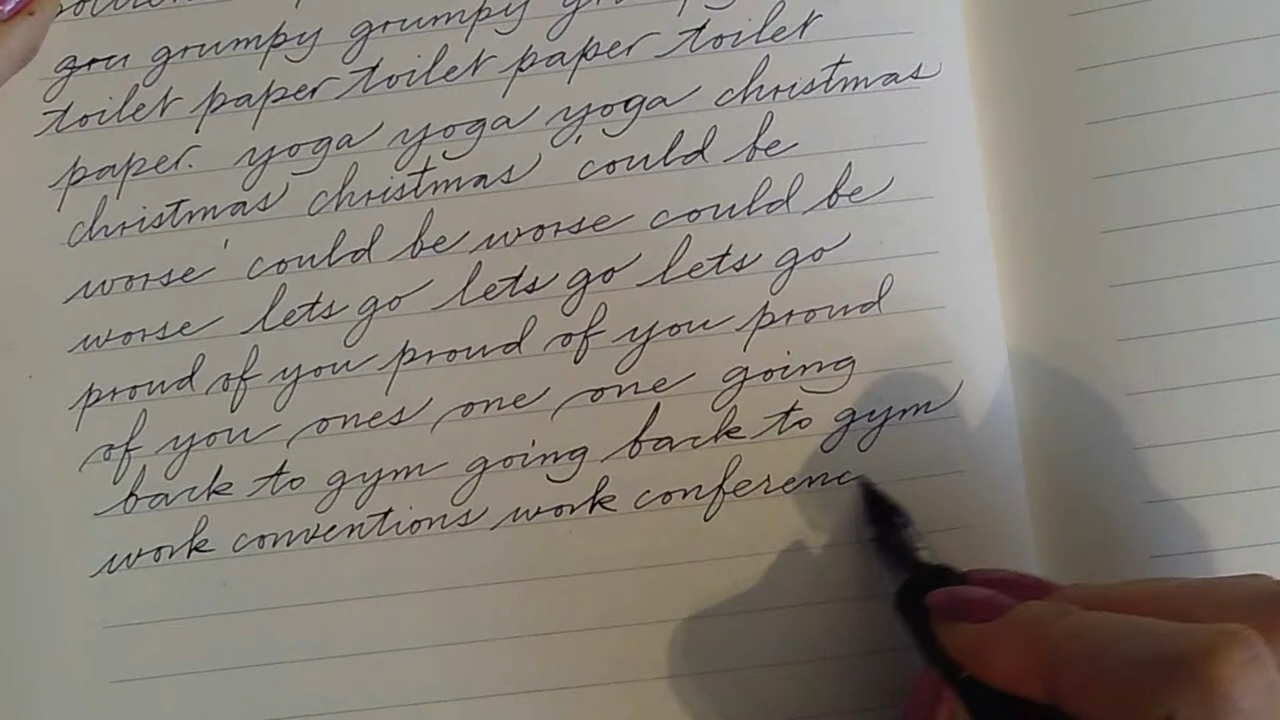 gru grumpy grumpy
toilet paper toilet paper toilet
paper. yoga yoga yoga christmas
christmas christmas could be
worse could be worse could be
worse lets go lets go lets go
proud of you proud of you proud
of you ones one one going
back to gym going back to gym
work conventions work conferenc